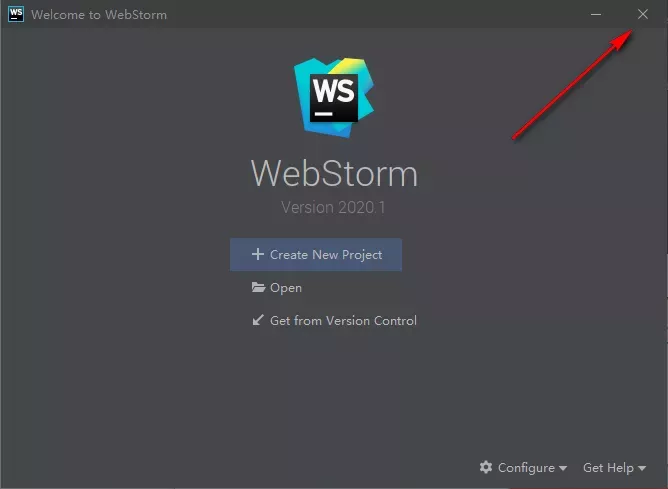 WS Welcome to WebStorm
WS
WebStorm
Version 2020.1
Create New Project
Open
Get from Version Control
Configure Get Help